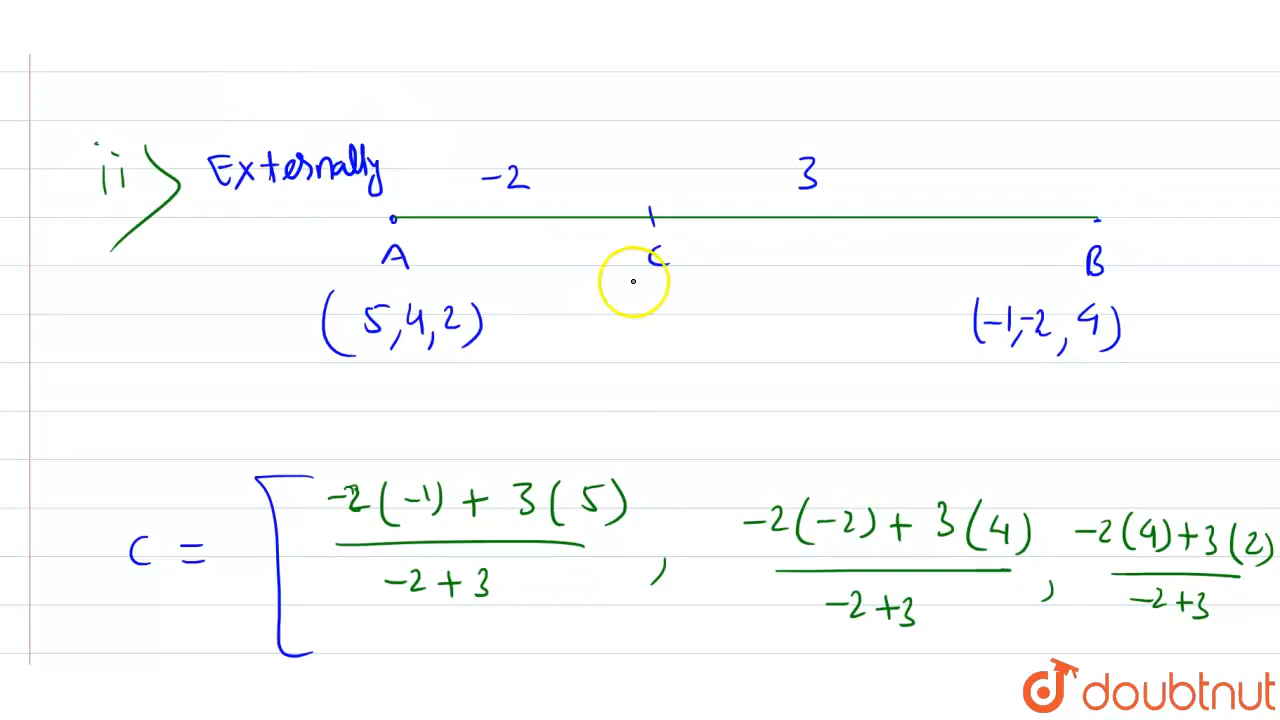 ii> Externally -2 3
A C B
(5,4,2) (-1,-2,4)
C = [ -2(-1) + 3(5) / -2+3 , -2(-2) + 3(4) / -2+3 , -2(4)+3(2) / -2+3
doubtnut